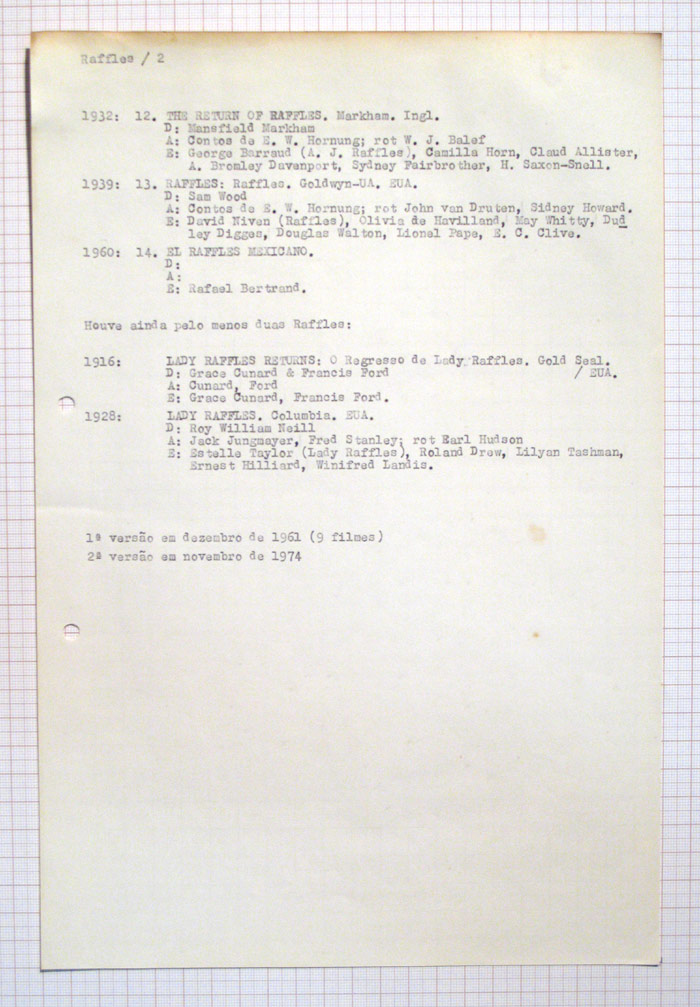 Raffles / 2
1932: 12. THE RETURN OF RAFFLES. Markham. Ingl.
D: Mansfield Markham
A: Contos de E. W. Hornung; rot W. J. Balef
E: George Barraud (A. J. Raffles), Camilla Horn, Claud Allister,
A. Bromley Davenport, Sydney Fairbrother, H. Saxon-Snell.
1939: 13. RAFFLES: Raffles. Goldwyn-UA. EUA.
D: Sam Wood
A: Contos de E. W. Hornung; rot John van Druten, Sidney Howard.
E: David Niven (Raffles), Olivia de Havilland, May Whitty, Dud
ley Digges, Douglas Walton, Lionel Pape, E. C. Clive.
1960: 14. EL RAFFLES MEXICANO.
D:
A:
E: Rafael Bertrand.
Houve ainda pelo menos duas Raffles:
1916: LADY RAFFLES RETURNS: O Regresso de Lady Raffles. Gold Seal.
D: Grace Cunard & Francis Ford / EUA.
A: Cunard, Ford
E: Grace Cunard, Francis Ford.
1928: LADY RAFFLES. Columbia. EUA.
D: Roy William Neill
A: Jack Jungmayer, Fred Stanley; rot Earl Hudson
E: Estelle Taylor (Lady Raffles), Roland Drew, Lilyan Tashman,
Ernest Hilliard, Winifred Landis.
1ª versão em dezembro de 1961 (9 filmes)
2ª versão em novembro de 1974